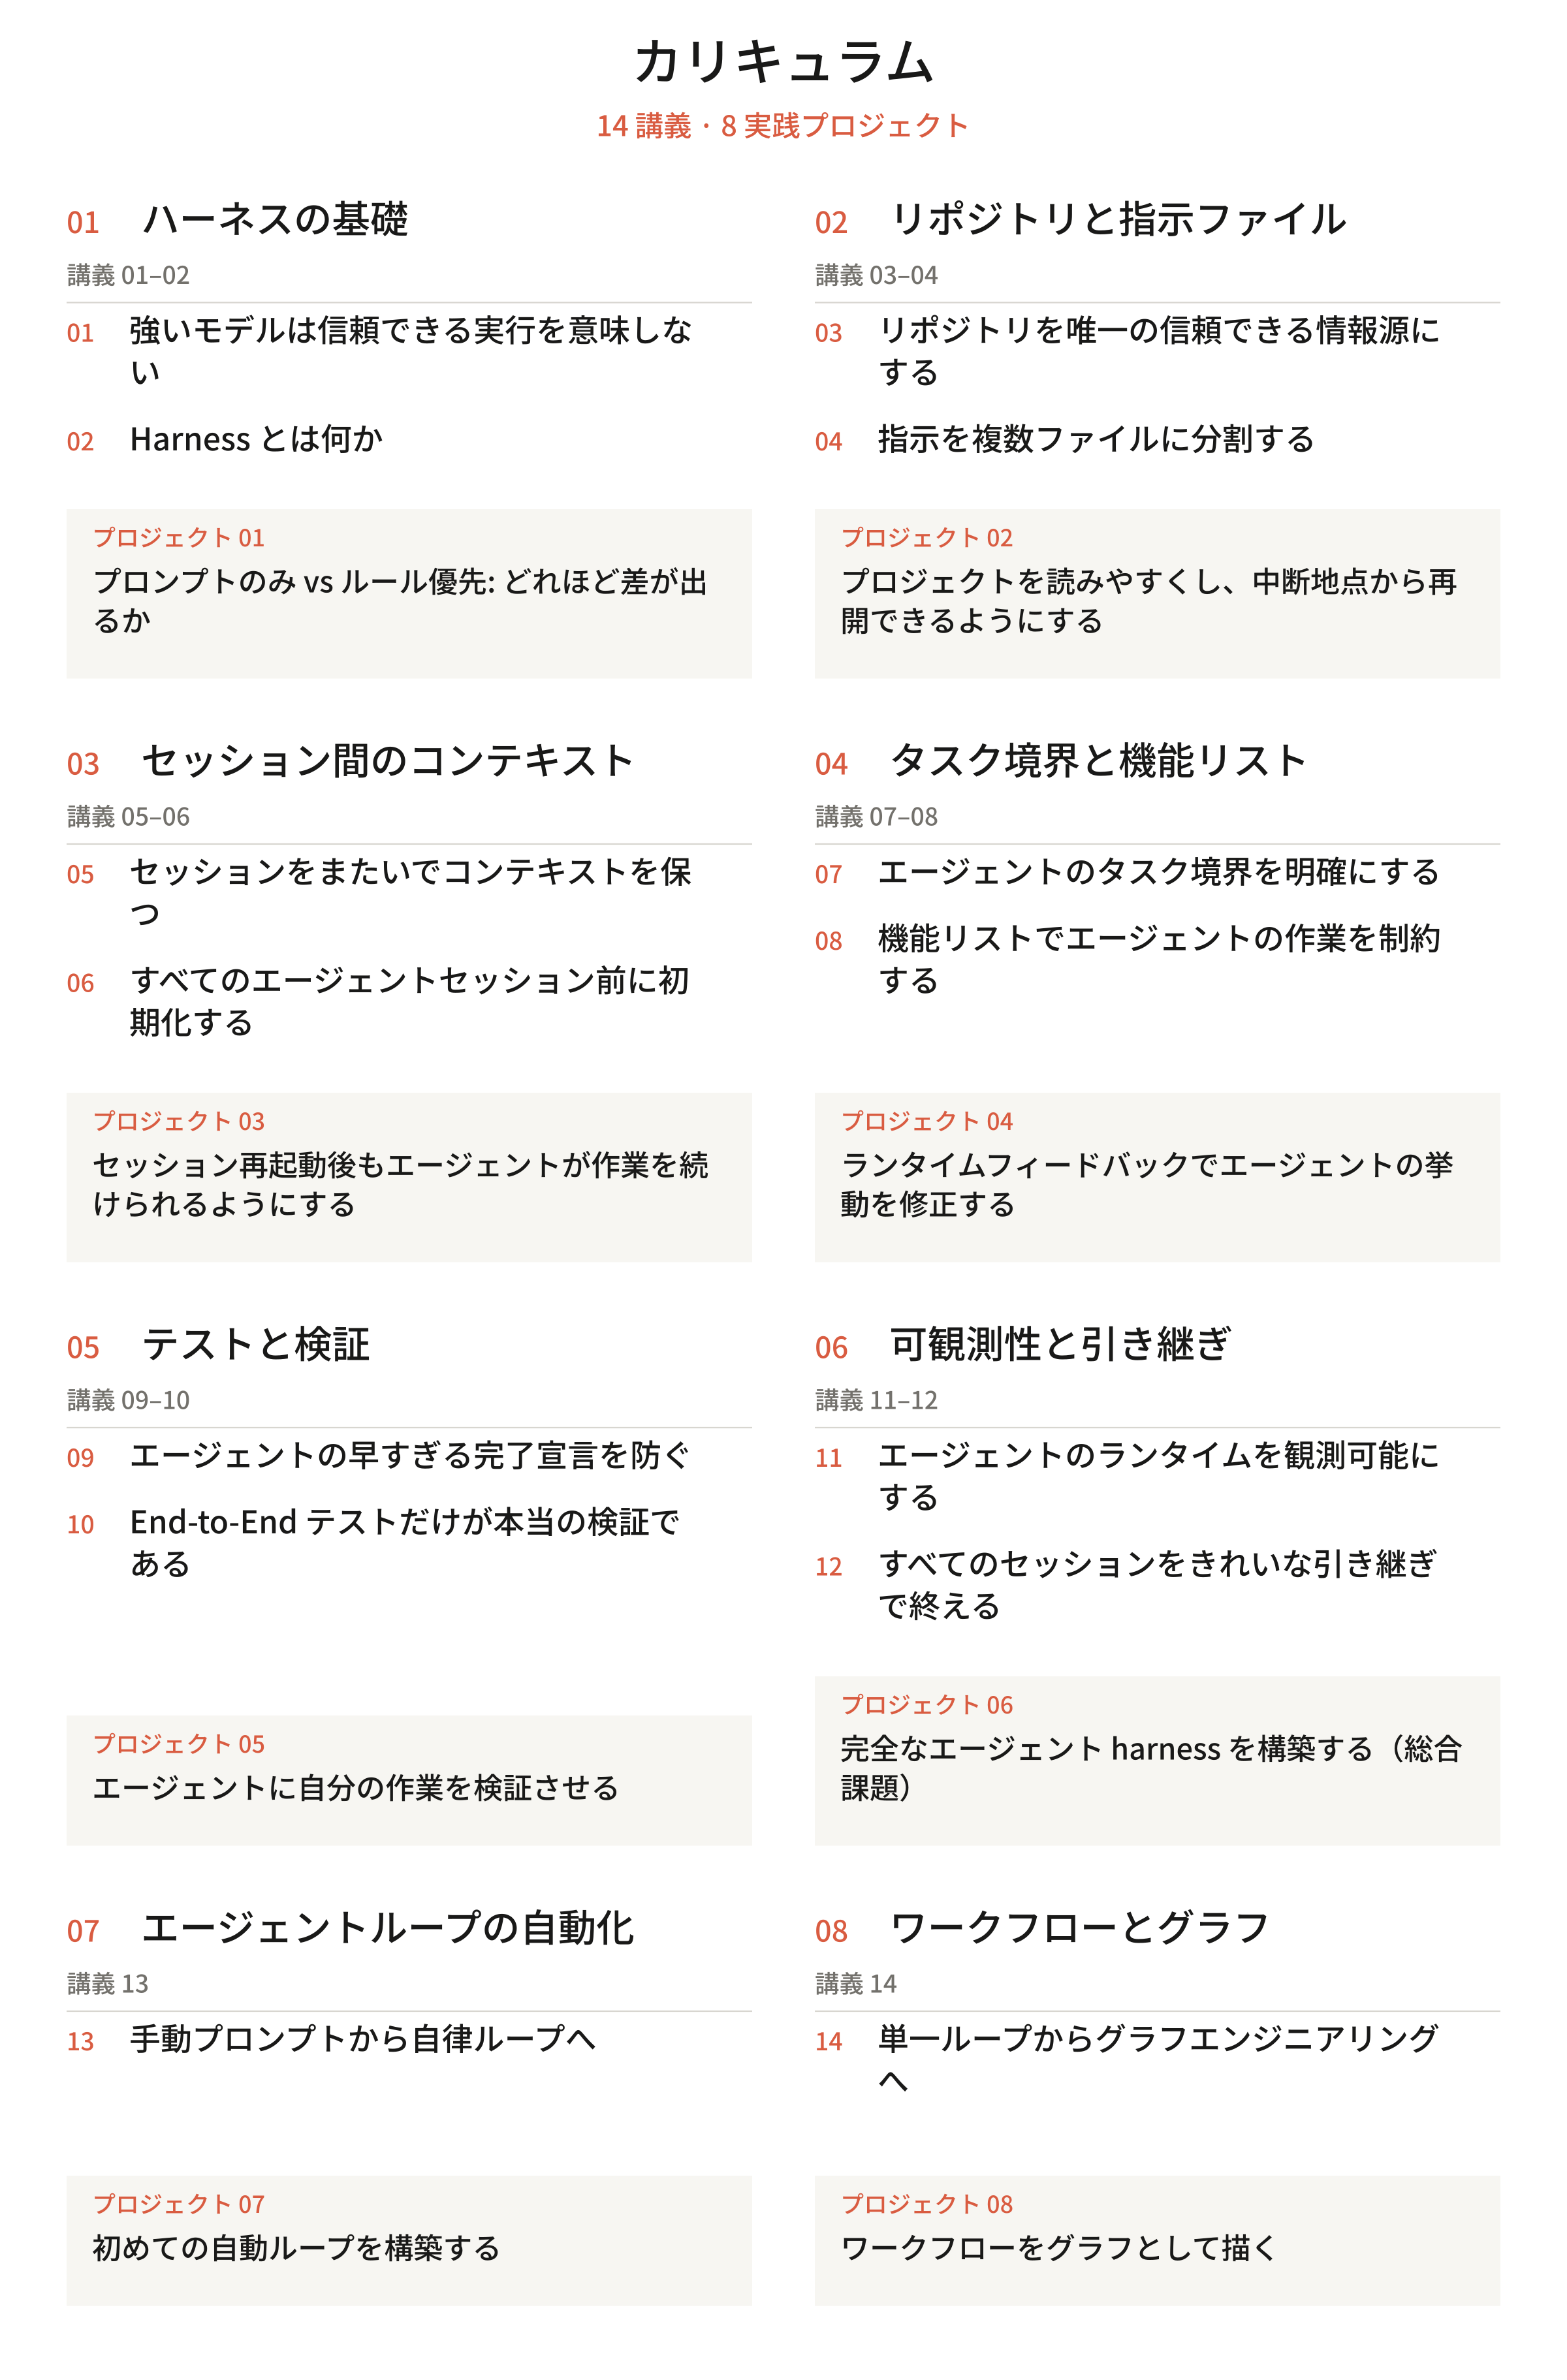 カリキュラム
14 講義 · 8 実践プロジェクト
01 ハーネスの基礎
講義 01–02
01 強いモデルは信頼できる実行を意味しな
い
02 Harness とは何か
プロジェクト 01
プロンプトのみ vs ルール優先: どれほど差が出
るか
02 リポジトリと指示ファイル
講義 03–04
03 リポジトリを唯一の信頼できる情報源に
する
04 指示を複数ファイルに分割する
プロジェクト 02
プロジェクトを読みやすくし、中断地点から再
開できるようにする
03 セッション間のコンテキスト
講義 05–06
05 セッションをまたいでコンテキストを保
つ
06 すべてのエージェントセッション前に初
期化する
プロジェクト 03
セッション再起動後もエージェントが作業を続
けられるようにする
04 タスク境界と機能リスト
講義 07–08
07 エージェントのタスク境界を明確にする
08 機能リストでエージェントの作業を制約
する
プロジェクト 04
ランタイムフィードバックでエージェントの挙
動を修正する
05 テストと検証
講義 09–10
09 エージェントの早すぎる完了宣言を防ぐ
10 End-to-End テストだけが本当の検証で
ある
プロジェクト 05
エージェントに自分の作業を検証させる
06 可観測性と引き継ぎ
講義 11–12
11 エージェントのランタイムを観測可能に
する
12 すべてのセッションをきれいな引き継ぎ
で終える
プロジェクト 06
完全なエージェント harness を構築する（総合
課題）
07 エージェントループの自動化
講義 13
13 手動プロンプトから自律ループへ
プロジェクト 07
初めての自動ループを構築する
08 ワークフローとグラフ
講義 14
14 単一ループからグラフエンジニアリング
へ
プロジェクト 08
ワークフローをグラフとして描く